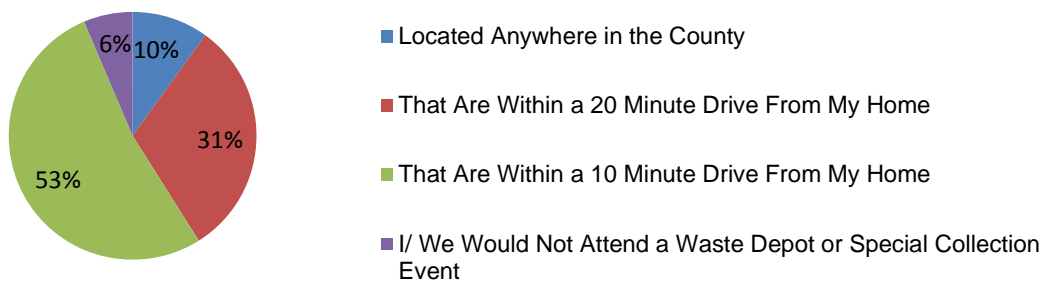 6%
10%
31%
53%
Located Anywhere in the County
That Are Within a 20 Minute Drive From My Home
That Are Within a 10 Minute Drive From My Home
I/ We Would Not Attend a Waste Depot or Special Collection
Event